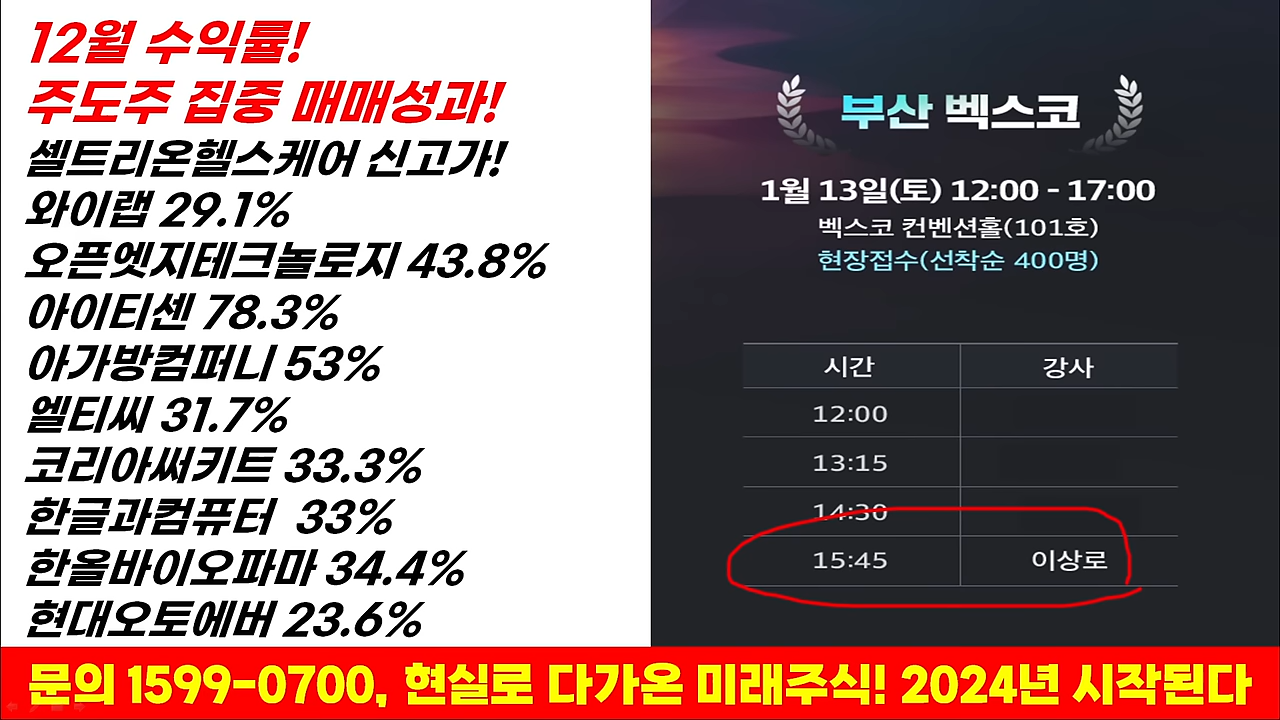 12월 수익률!
주도주 집중 매매성과!
셀트리온헬스케어 신고가!
와이랩 29.1%
오픈엣지테크놀로지 43.8%
아이티센 78.3%
아가방컴퍼니 53%
엘티씨 31.7%
코리아써키트 33.3%
한글과컴퓨터 33%
한올바이오파마 34.4%
현대오토에버 23.6%
부산 벡스코
1월 13일(토) 12:00 - 17:00
벡스코 컨벤션홀(101호)
현장접수(선착순 400명)
시간 강사
12:00
13:15
14:30
15:45 이상로
문의 1599-0700, 현실로 다가온 미래주식! 2024년 시작된다